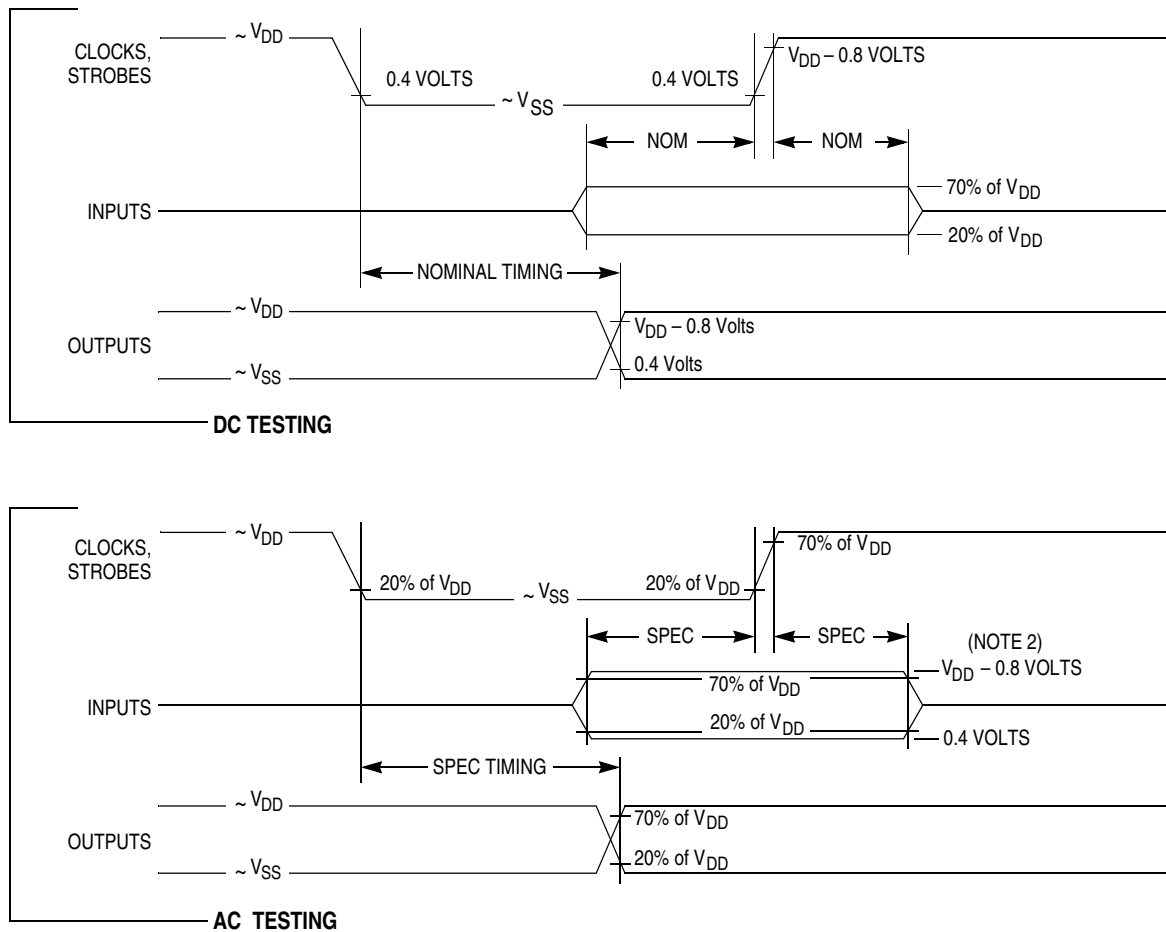 CLOCKS,
STROBES
~ VDD
0.4 VOLTS
~ VSS
0.4 VOLTS
VDD – 0.8 VOLTS
NOM
NOM
INPUTS
70% of VDD
20% of VDD
NOMINAL TIMING
OUTPUTS
~ VDD
~ VSS
VDD – 0.8 Volts
0.4 Volts
DC TESTING
CLOCKS,
STROBES
~ VDD
20% of VDD
~ VSS
20% of VDD
70% of VDD
SPEC
SPEC
(NOTE 2)
VDD – 0.8 VOLTS
INPUTS
70% of VDD
20% of VDD
0.4 VOLTS
SPEC TIMING
OUTPUTS
~ VDD
~ VSS
70% of VDD
20% of VDD
AC TESTING